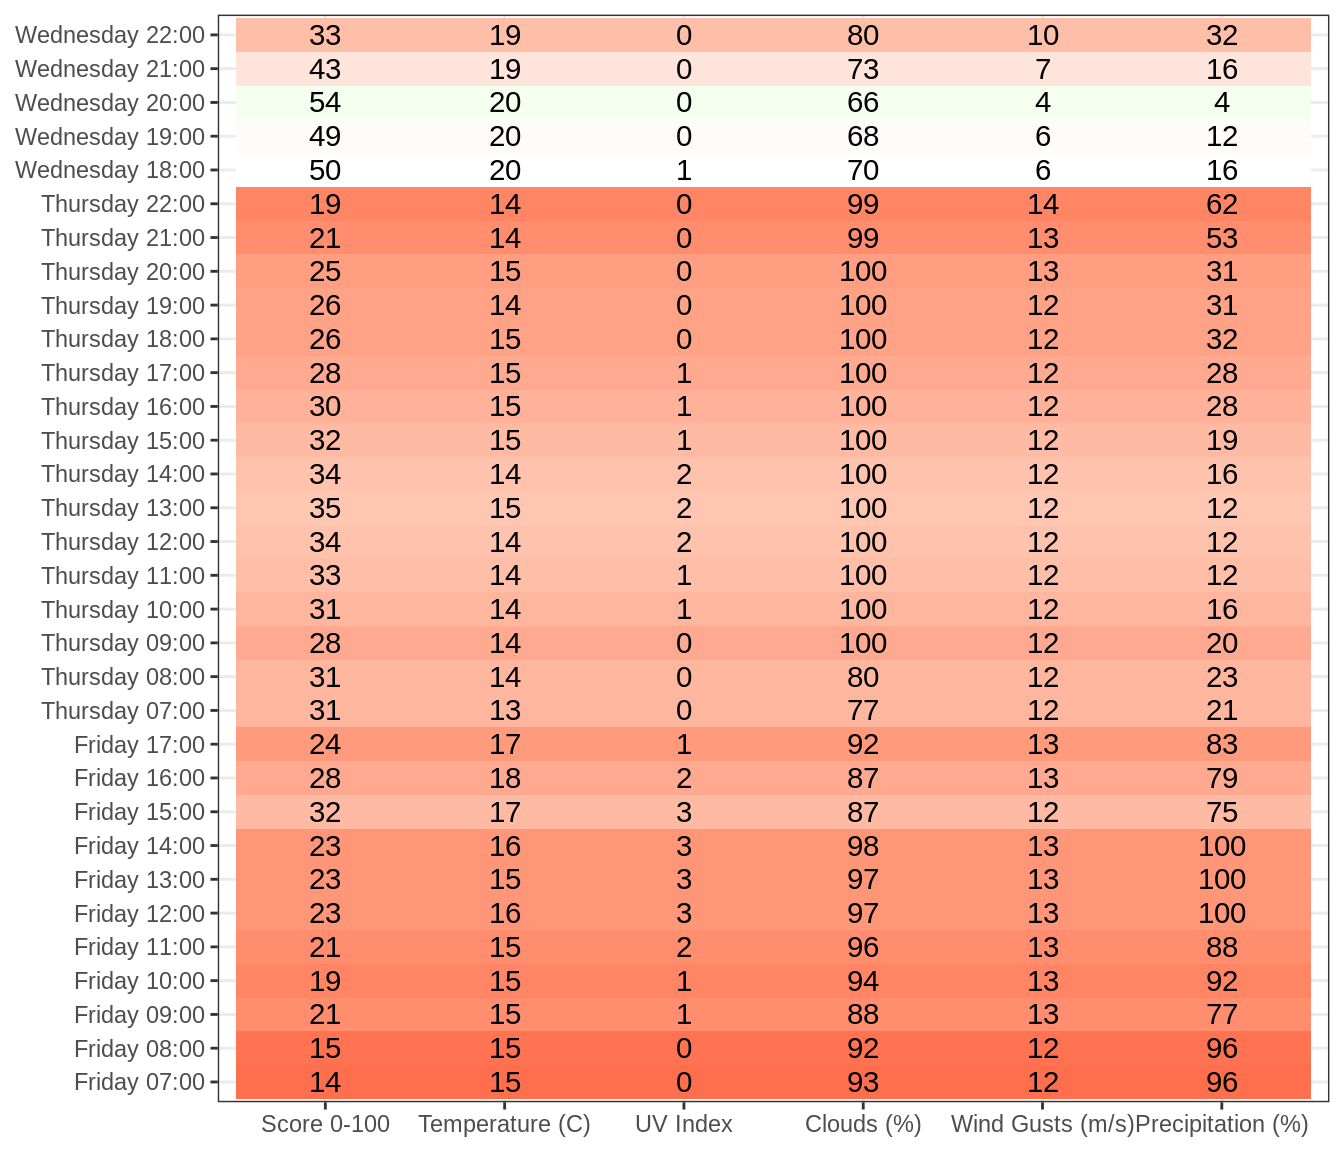 Wednesday 22:00 33 19 0 80 10 32
Wednesday 21:00 43 19 0 73 7 16
Wednesday 20:00 54 20 0 66 4 4
Wednesday 19:00 49 20 0 68 6 12
Wednesday 18:00 50 20 1 70 6 16
Thursday 22:00 19 14 0 99 14 62
Thursday 21:00 21 14 0 99 13 53
Thursday 20:00 25 15 0 100 13 31
Thursday 19:00 26 14 0 100 12 31
Thursday 18:00 26 15 0 100 12 32
Thursday 17:00 28 15 1 100 12 28
Thursday 16:00 30 15 1 100 12 28
Thursday 15:00 32 15 1 100 12 19
Thursday 14:00 34 14 2 100 12 16
Thursday 13:00 35 15 2 100 12 12
Thursday 12:00 34 14 2 100 12 12
Thursday 11:00 33 14 1 100 12 12
Thursday 10:00 31 14 1 100 12 16
Thursday 09:00 28 14 0 100 12 20
Thursday 08:00 31 14 0 80 12 23
Thursday 07:00 31 13 0 77 12 21
Friday 17:00 24 17 1 92 13 83
Friday 16:00 28 18 2 87 13 79
Friday 15:00 32 17 3 87 12 75
Friday 14:00 23 16 3 98 13 100
Friday 13:00 23 15 3 97 13 100
Friday 12:00 23 16 3 97 13 100
Friday 11:00 21 15 2 96 13 88
Friday 10:00 19 15 1 94 13 92
Friday 09:00 21 15 1 88 13 77
Friday 08:00 15 15 0 92 12 96
Friday 07:00 14 15 0 93 12 96
Score 0-100 Temperature (C) UV Index Clouds (%) Wind Gusts (m/s) Precipitation (%)